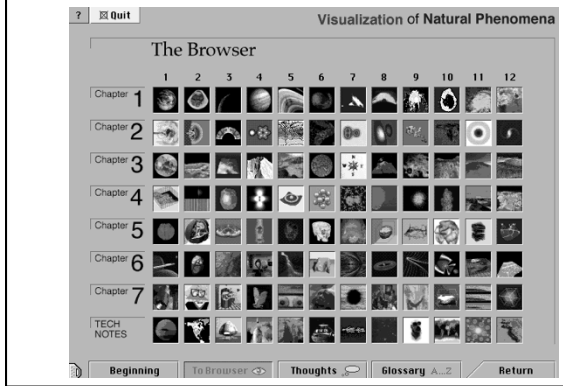 ? Quit
Visualization of Natural Phenomena
The Browser
1 2 3 4 5 6 7 8 9 10 11 12
Chapter 1
Chapter 2
Chapter 3
Chapter 4
Chapter 5
Chapter 6
Chapter 7
TECH
NOTES
Beginning To Browser Thoughts Glossary A...Z Return